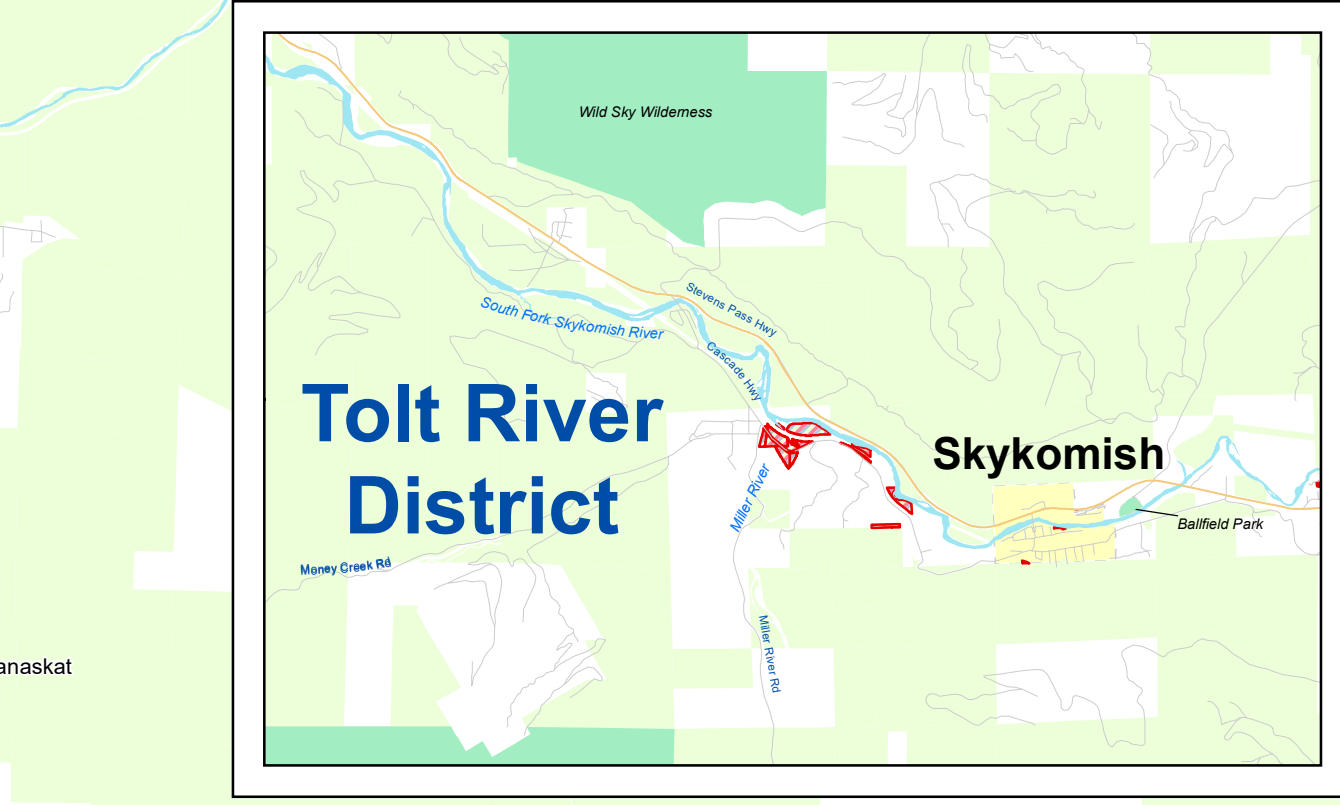 Wild Sky Wilderness
Stevens Pass Hwy
South Fork Skykomish River
Cascade Hwy
Tolt River
District
Skykomish
Miller River
Ballfield Park
Money Creek Rd
Miller River Rd
anaskat